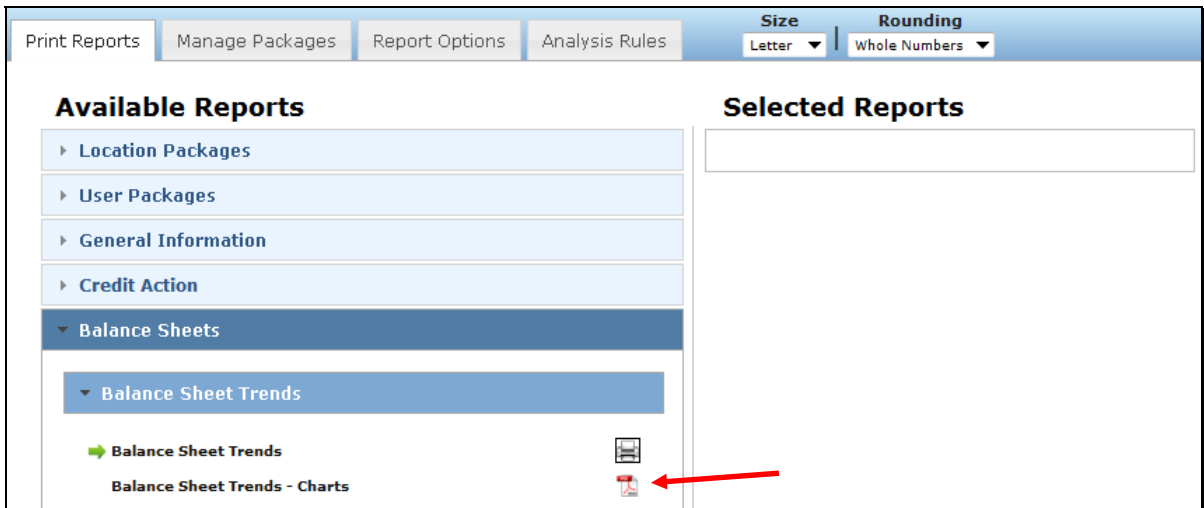 Size Rounding
Print Reports Manage Packages Report Options Analysis Rules Letter Whole Numbers
Available Reports Selected Reports
Location Packages
User Packages
General Information
Credit Action
Balance Sheets
Balance Sheet Trends
Balance Sheet Trends
Balance Sheet Trends - Charts